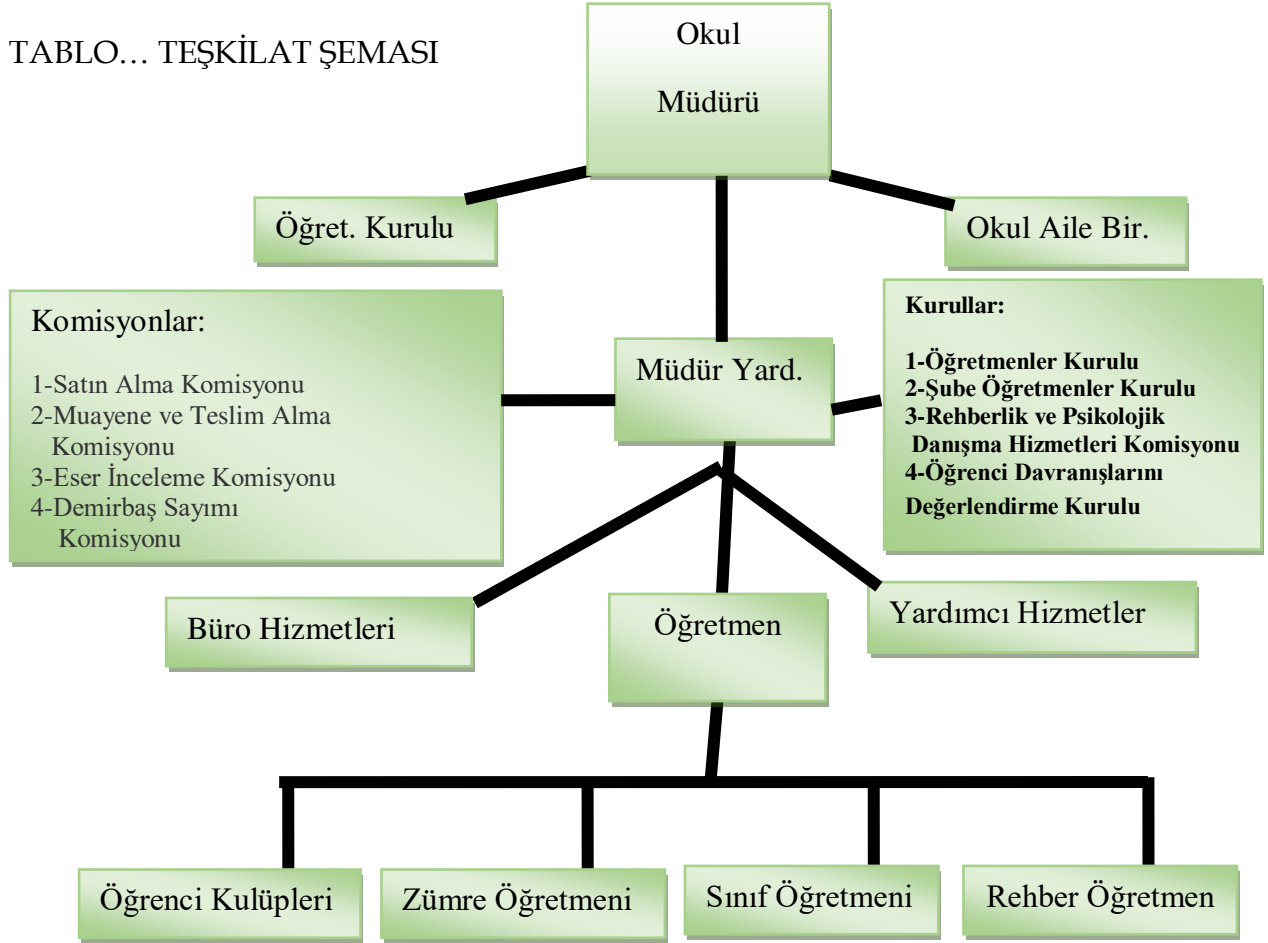 TABLO… TEŞKİLAT ŞEMASI
Okul
Müdürü
Öğret. Kurulu
Okul Aile Bir.
Komisyonlar:
1-Satın Alma Komisyonu
2-Muayene ve Teslim Alma
Komisyonu
3-Eser İnceleme Komisyonu
4-Demirbaş Sayımı
Komisyonu
Müdür Yard.
Kurullar:
1-Öğretmenler Kurulu
2-Şube Öğretmenler Kurulu
3-Rehberlik ve Psikolojik
Danışma Hizmetleri Komisyonu
4-Öğrenci Davranışlarını
Değerlendirme Kurulu
Büro Hizmetleri
Öğretmen
Yardımcı Hizmetler
Öğrenci Kulüpleri
Zümre Öğretmeni
Sınıf Öğretmeni
Rehber Öğretmen